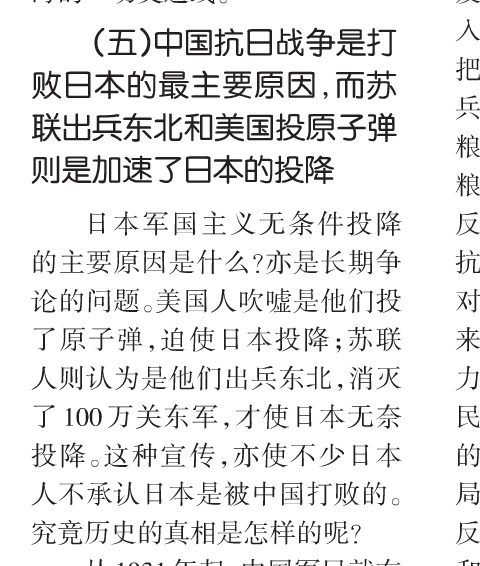 (五)中国抗日战争是打
败日本的最主要原因,而苏
联出兵东北和美国投原子弹
则是加速了日本的投降
日本军国主义无条件投降
的主要原因是什么?亦是长期争
论的问题。美国人吹嘘是他们投
了原子弹,迫使日本投降;苏联
人则认为是他们出兵东北,消灭
了100万关东军,才使日本无奈
投降。这种宣传,亦使不少日本
人不承认日本是被中国打败的。
究竟历史的真相是怎样的呢?
入
把
兵
粮
粮
反
抗
对
来
力
民
的
局
反